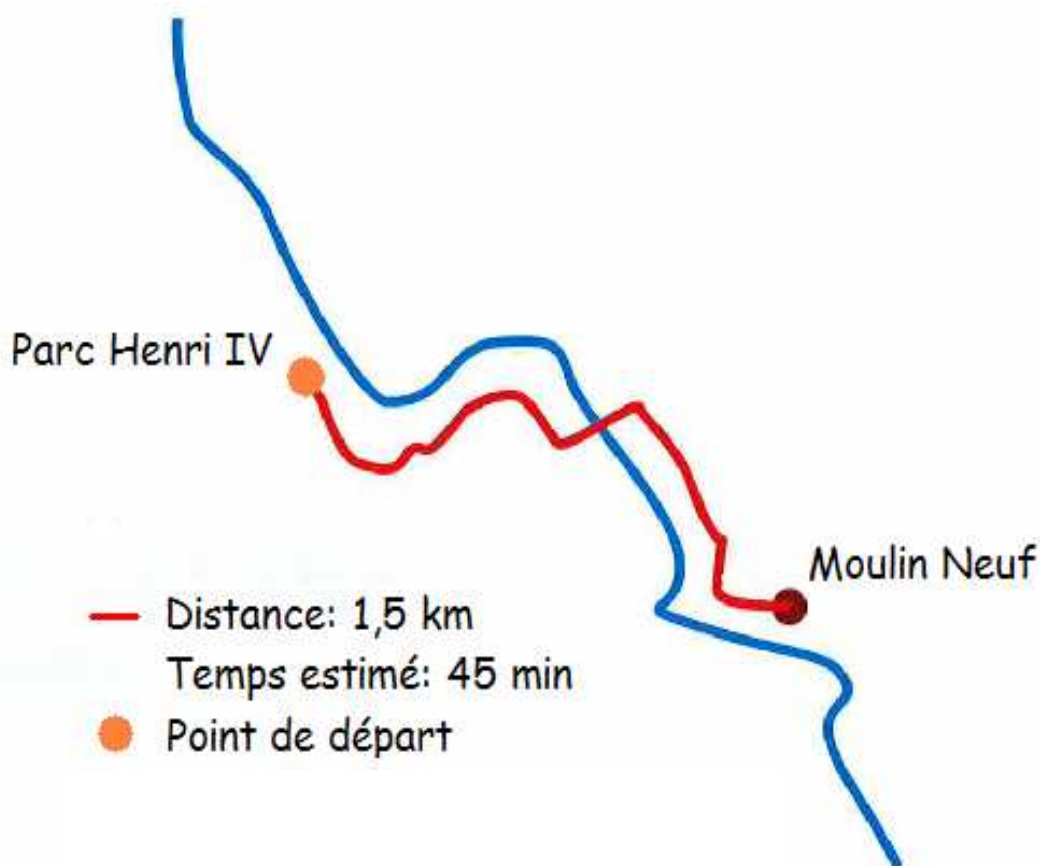 Parc Henri IV
Moulin Neuf
Distance: 1,5 km
Temps estimé: 45 min
Point de départ